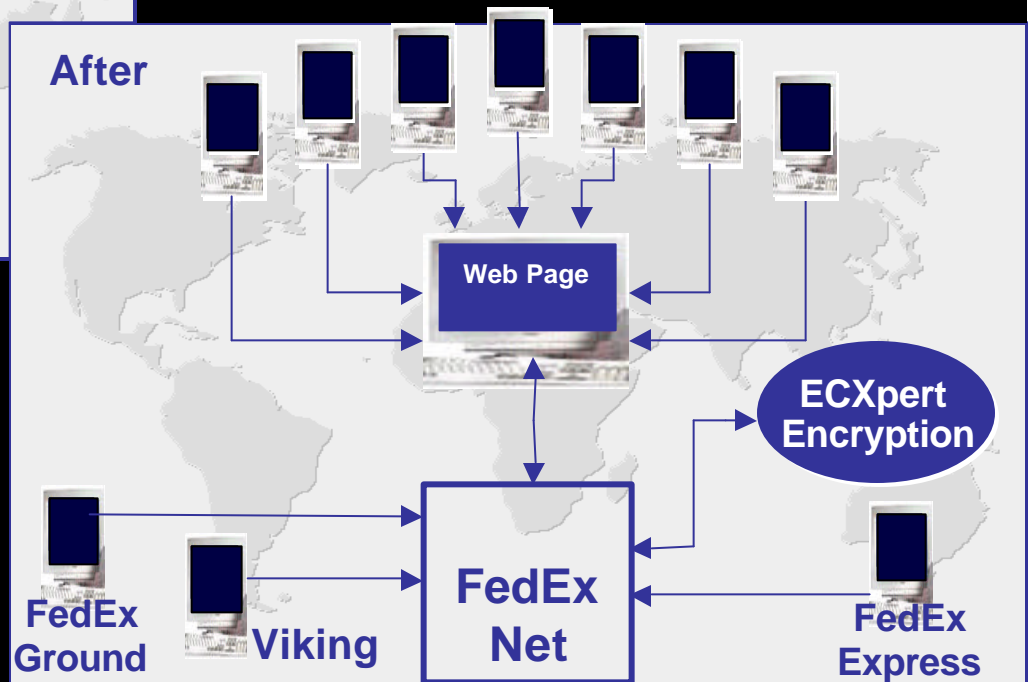 After
Web Page
ECXpert
Encryption
FedEx
Net
FedEx
Ground
Viking
FedEx
Express